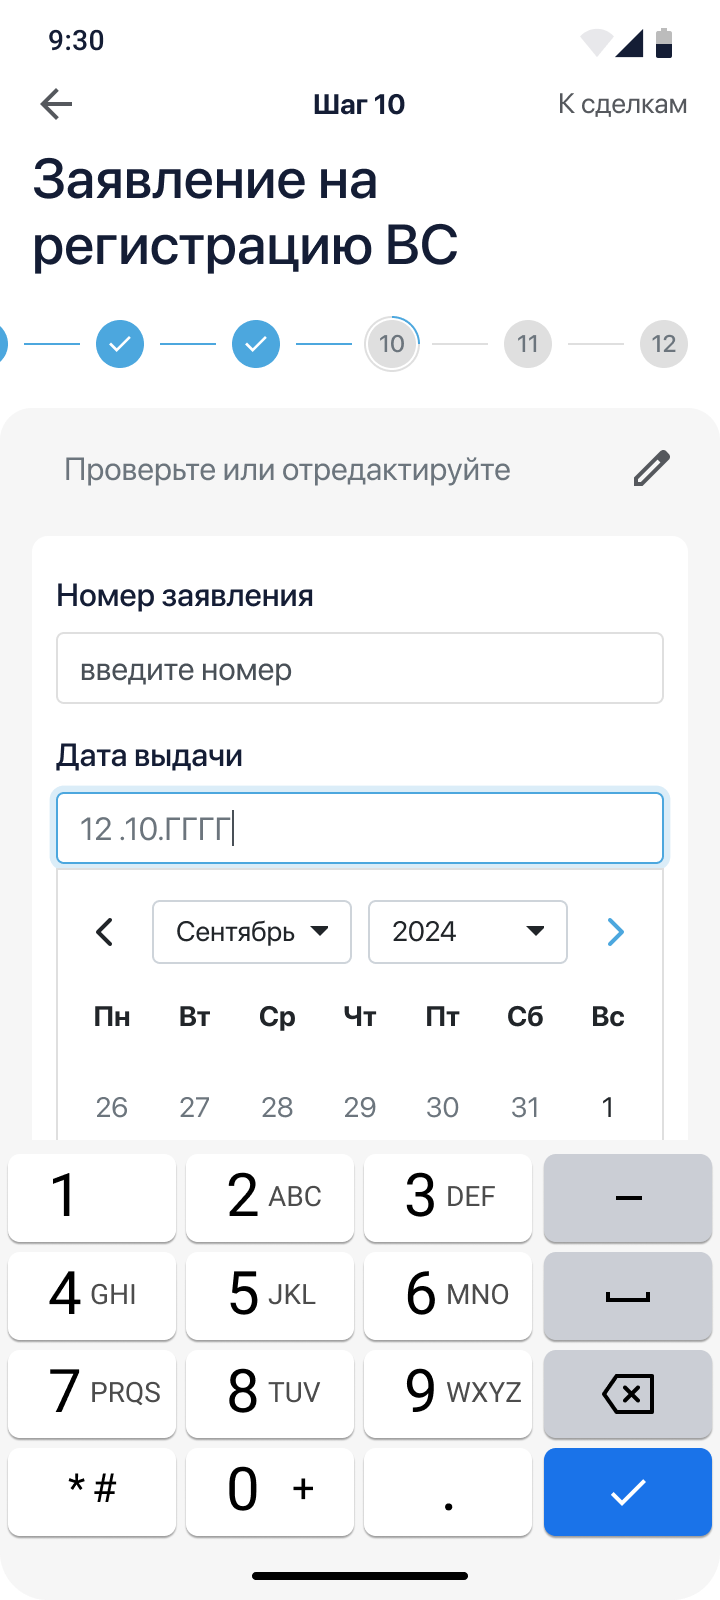 9:30
Шаг 10
К сделкам
Заявление на
регистрацию ВС
10
11
12
Проверьте или отредактируйте
Номер заявления
введите номер
Дата выдачи
12 .10.ГГГГ
Сентябрь
2024
Пн Вт Ср Чт Пт Сб Вс
26 27 28 29 30 31 1
1 2 ABC 3 DEF –
4 GHI 5 JKL 6 MNO
7 PRQS 8 TUV 9 WXYZ
* # 0 + .